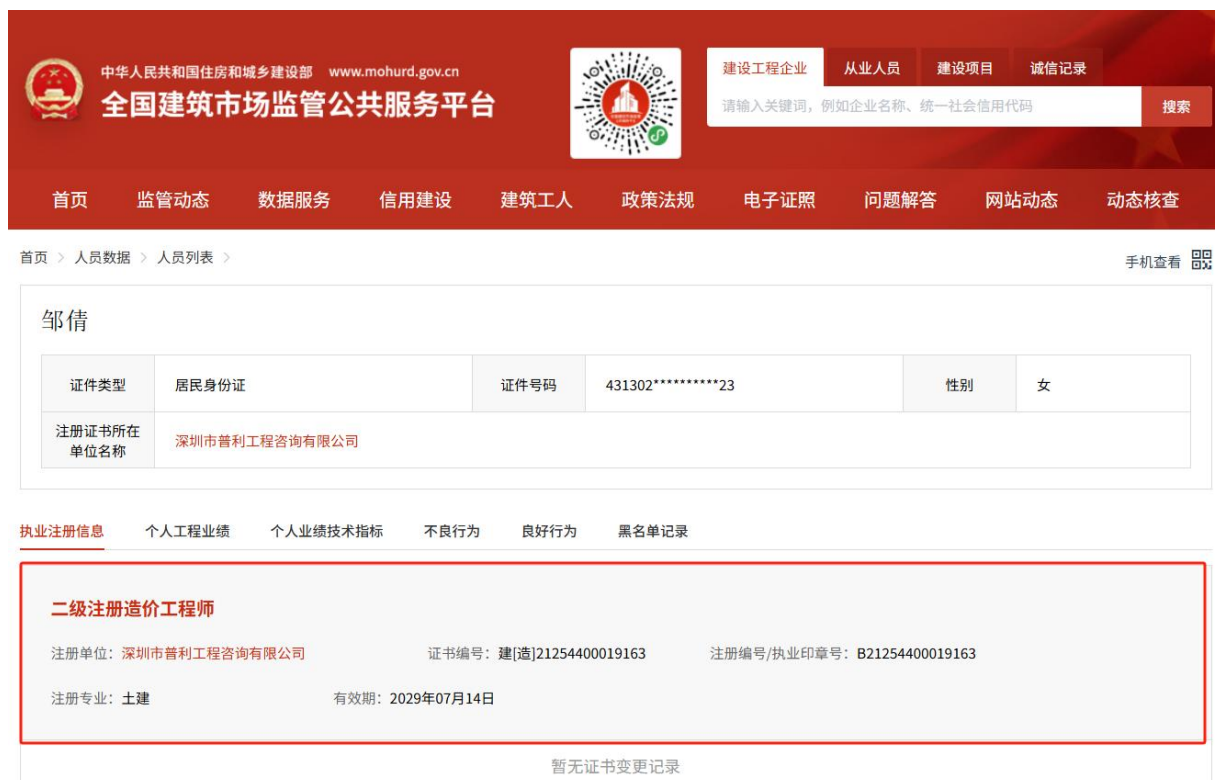 中华人民共和国住房和城乡建设部 www.mohurd.gov.cn
全国建筑市场监管公共服务平台
建设工程企业 从业人员 建设项目 诚信记录
请输入关键词，例如企业名称、统一社会信用代码 搜索
首页 监管动态 数据服务 信用建设 建筑工人 政策法规 电子证照 问题解答 网站动态 动态核查
首页 > 人员数据 > 人员列表 >
手机查看
邹倩
证件类型 居民身份证 证件号码 431302**********23 性别 女
注册证书所在
单位名称
深圳市普利工程咨询有限公司
执业注册信息 个人工程业绩 个人业绩技术指标 不良行为 良好行为 黑名单记录
二级注册造价工程师
注册单位：深圳市普利工程咨询有限公司 证书编号：建[造]21254400019163 注册编号/执业印章号：B21254400019163
注册专业：土建 有效期：2029年07月14日
暂无证书变更记录